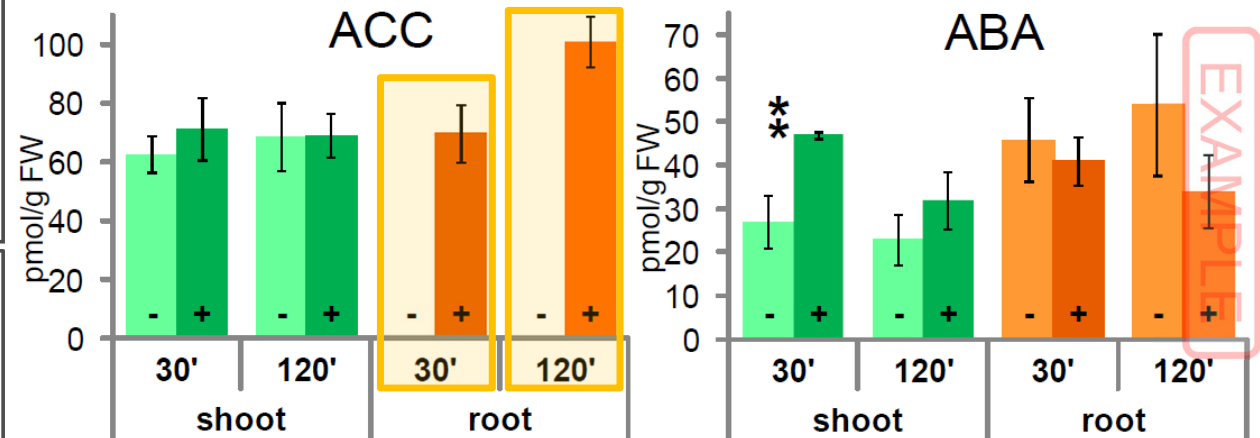 ACC
pmol/g FW
100
80
60
40
20
0
- + - + - + - +
30' 120' 30' 120'
shoot root
ABA
pmol/g FW
70
60
50
40
30
20
10
0
**
- + - + - + - +
30' 120' 30' 120'
shoot root
EXAMPLE